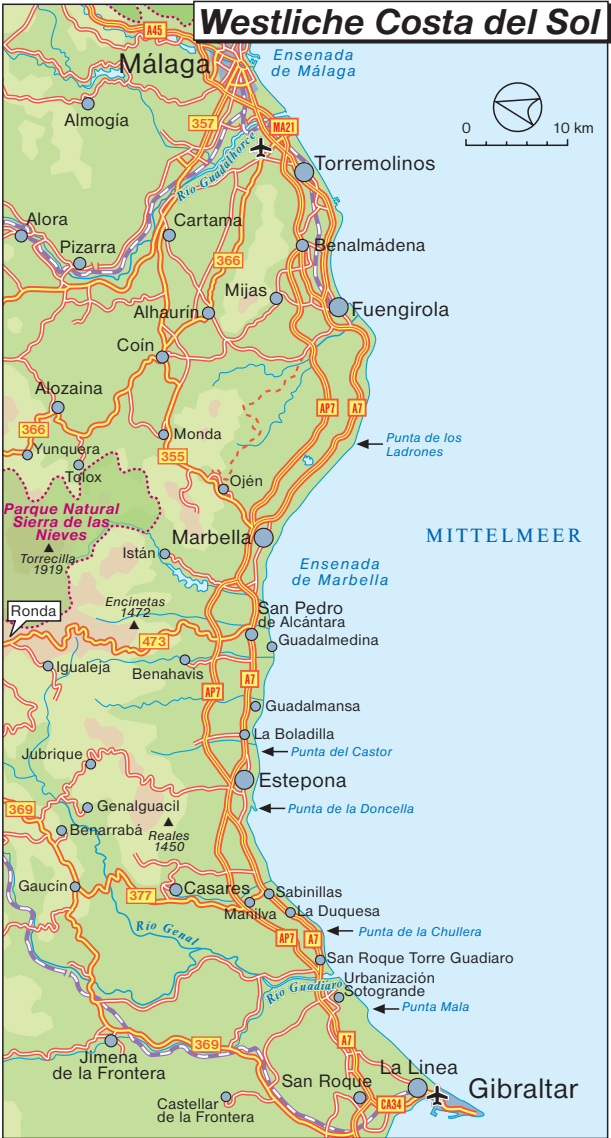 Westliche Costa del Sol
A45
Málaga
Ensenada
de Málaga
Almogía
357
MA21
0 10 km
Río Guadalhorce
Torremolinos
Alora
Cartama
Pizarra
366
Benalmádena
Mijas
Alhaurín
Fuengirola
Coín
Alozaina
AP7
A7
366
Monda
Punta de los
Ladrones
Yunquera
355
Tolox
Ojén
Parque Natural
Sierra de las
Nieves
Torrecilla
1919
Marbella
MITTELMEER
Istán
Ensenada
de Marbella
Ronda
Encinetas
1472
San Pedro
de Alcántara
473
Guadalmedina
Igualeja
Benahavis
AP7
A7
Guadalmansa
La Boladilla
Punta del Castor
Jubrique
Estepona
369
Genalguacil
Punta de la Doncella
Benarrabá
Reales
1450
Gaucín
377
Casares
Sabinillas
Manilva
La Duquesa
Río Genal
AP7
A7
Punta de la Chullera
San Roque Torre Guadiaro
Río Guadiaro
Urbanización
Sotogrande
Punta Mala
369
A7
Jimena
de la Frontera
La Linea
San Roque
Gibraltar
Castellar
de la Frontera
CA34